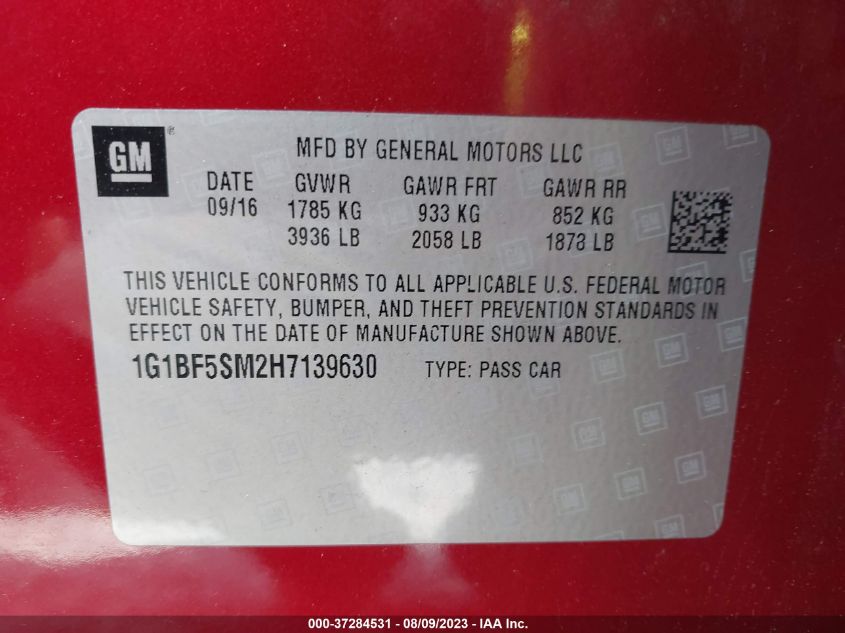 GM ®
MFD BY GENERAL MOTORS LLC
DATE GVWR GAWR FRT GAWR RR
09/16 1785 KG 933 KG 852 KG
3936 LB 2058 LB 1873 LB
THIS VEHICLE CONFORMS TO ALL APPLICABLE U.S. FEDERAL MOTOR
VEHICLE SAFETY, BUMPER, AND THEFT PREVENTION STANDARDS IN
EFFECT ON THE DATE OF MANUFACTURE SHOWN ABOVE.
1G1BF5SM2H7139630 TYPE: PASS CAR
000-37284531 - 08/09/2023 - IAA Inc.